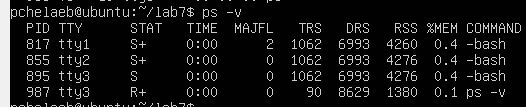 pchelaeb@ubuntu:~/lab7$ ps -v
PID TTY STAT TIME MAJFL TRS DRS RSS %MEM COMMAND
817 tty1 S+ 0:00 2 1062 6993 4260 0.4 -bash
855 tty2 S+ 0:00 0 1062 6993 4276 0.4 -bash
895 tty3 S 0:00 0 1062 6993 4276 0.4 -bash
987 tty3 R+ 0:00 0 90 8629 1380 0.1 ps -v
pchelaeb@ubuntu:~/lab7$